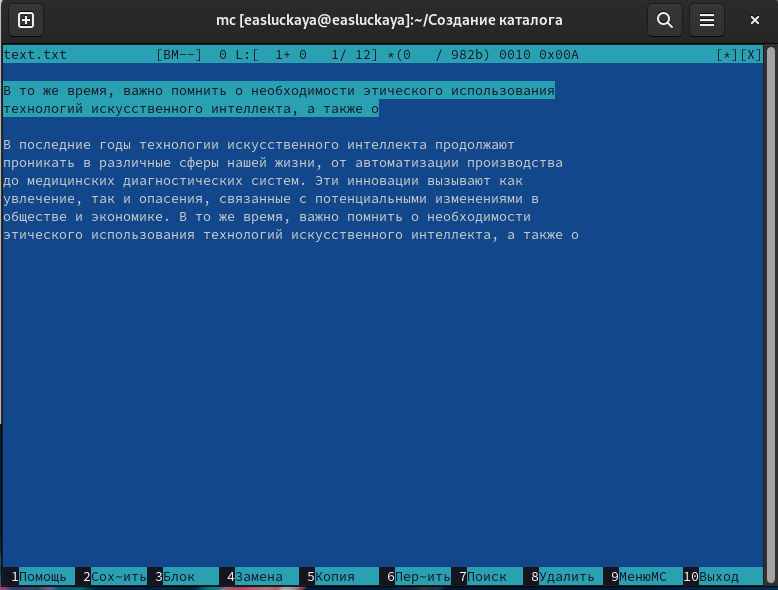 mc [easluckaya@easluckaya]:~/Создание каталога
text.txt [BM--] 0 L:[ 1+ 0 1/ 12] *(0 / 982b) 0010 0x00A [*][X]
В то же время, важно помнить о необходимости этического использования
технологий искусственного интеллекта, а также о
В последние годы технологии искусственного интеллекта продолжают
проникать в различные сферы нашей жизни, от автоматизации производства
до медицинских диагностических систем. Эти инновации вызывают как
увлечение, так и опасения, связанные с потенциальными изменениями в
обществе и экономике. В то же время, важно помнить о необходимости
этического использования технологий искусственного интеллекта, а также о
1Помощь 2Сох~ить 3Блок 4Замена 5Копия 6Пер~ить 7Поиск 8Удалить 9МенюМС 10Выход